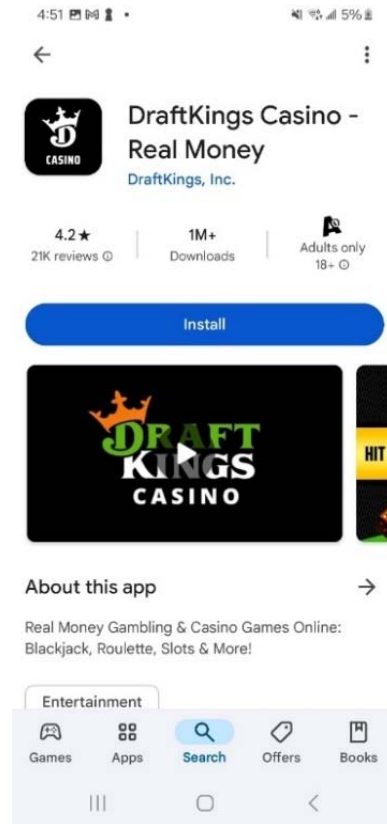 4:51
5%
DraftKings Casino -
Real Money
DraftKings, Inc.
CASINO
4.2★
21K reviews
1M+
Downloads
Adults only
18+
Install
DRAFT
KINGS
CASINO
HIT
About this app
Real Money Gambling & Casino Games Online:
Blackjack, Roulette, Slots & More!
Entertainment
Games
Apps
Search
Offers
Books